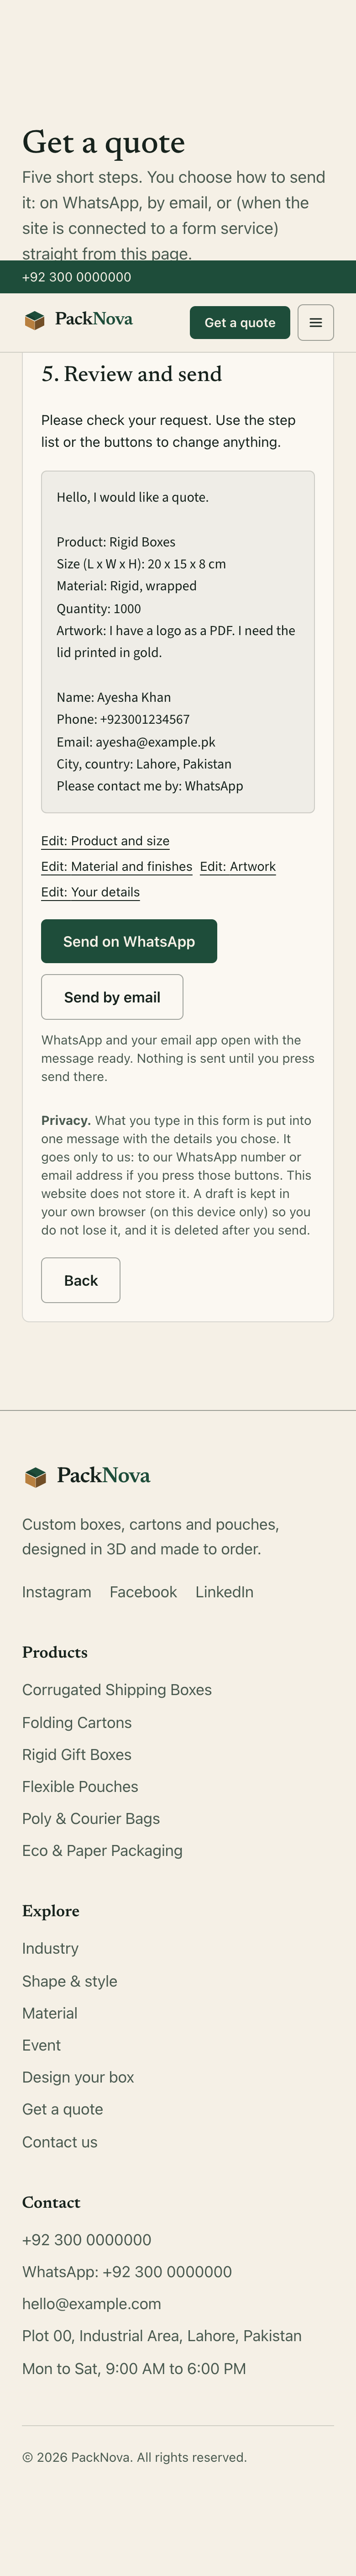 Get a quote
Five short steps. You choose how to send
it: on WhatsApp, by email, or (when the
site is connected to a form service)
straight from this page.
+92 300 0000000
PackNova
Get a quote
5. Review and send
Please check your request. Use the step
list or the buttons to change anything.
Hello, I would like a quote.
Product: Rigid Boxes
Size (L x W x H): 20 x 15 x 8 cm
Material: Rigid, wrapped
Quantity: 1000
Artwork: I have a logo as a PDF. I need the
lid printed in gold.
Name: Ayesha Khan
Phone: +923001234567
Email: ayesha@example.pk
City, country: Lahore, Pakistan
Please contact me by: WhatsApp
Edit: Product and size
Edit: Material and finishes Edit: Artwork
Edit: Your details
Send on WhatsApp
Send by email
WhatsApp and your email app open with the
message ready. Nothing is sent until you press
send there.
Privacy. What you type in this form is put into
one message with the details you chose. It
goes only to us: to our WhatsApp number or
email address if you press those buttons. This
website does not store it. A draft is kept in
your own browser (on this device only) so you
do not lose it, and it is deleted after you send.
Back
PackNova
Custom boxes, cartons and pouches,
designed in 3D and made to order.
Instagram Facebook LinkedIn
Products
Corrugated Shipping Boxes
Folding Cartons
Rigid Gift Boxes
Flexible Pouches
Poly & Courier Bags
Eco & Paper Packaging
Explore
Industry
Shape & style
Material
Event
Design your box
Get a quote
Contact us
Contact
+92 300 0000000
WhatsApp: +92 300 0000000
hello@example.com
Plot 00, Industrial Area, Lahore, Pakistan
Mon to Sat, 9:00 AM to 6:00 PM
© 2026 PackNova. All rights reserved.